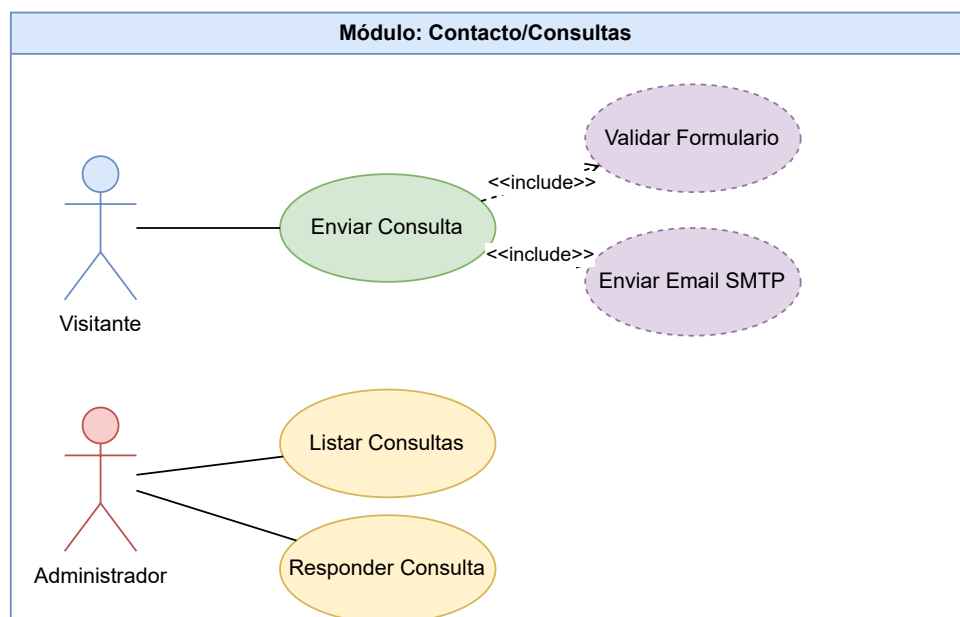 Módulo: Contacto/Consultas
Validar Formulario
<<include>>
Enviar Consulta
<<include>>
Enviar Email SMTP
Visitante
Listar Consultas
Responder Consulta
Administrador